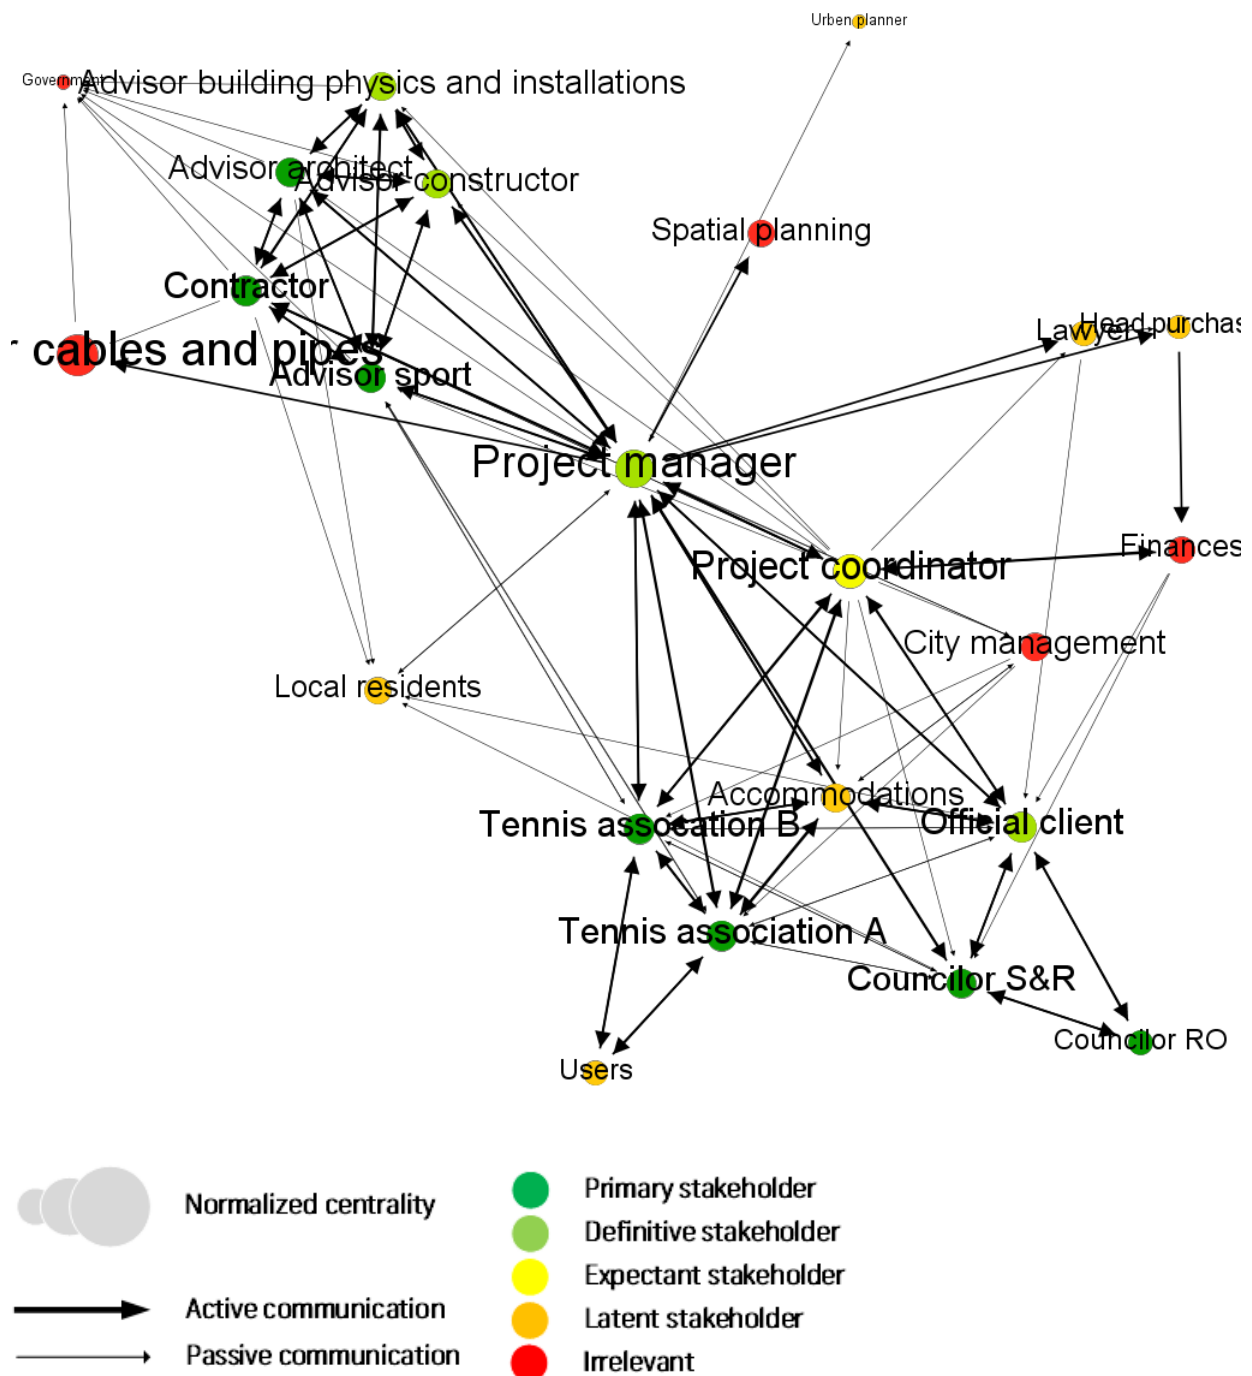 Urben planner
Government
Advisor building physics and installations
Advisor architect
Advisor constructor
Spatial planning
Contractor
Lawyer
Head purchas
r cables and pipes
Advisor sport
Project manager
Finances
Project coordinator
City management
Local residents
Accommodations
Tennis assocation B
Official client
Tennis association A
Councilor S&R
Councilor RO
Users
Normalized centrality
Active communication
Passive communication
Primary stakeholder
Definitive stakeholder
Expectant stakeholder
Latent stakeholder
Irrelevant